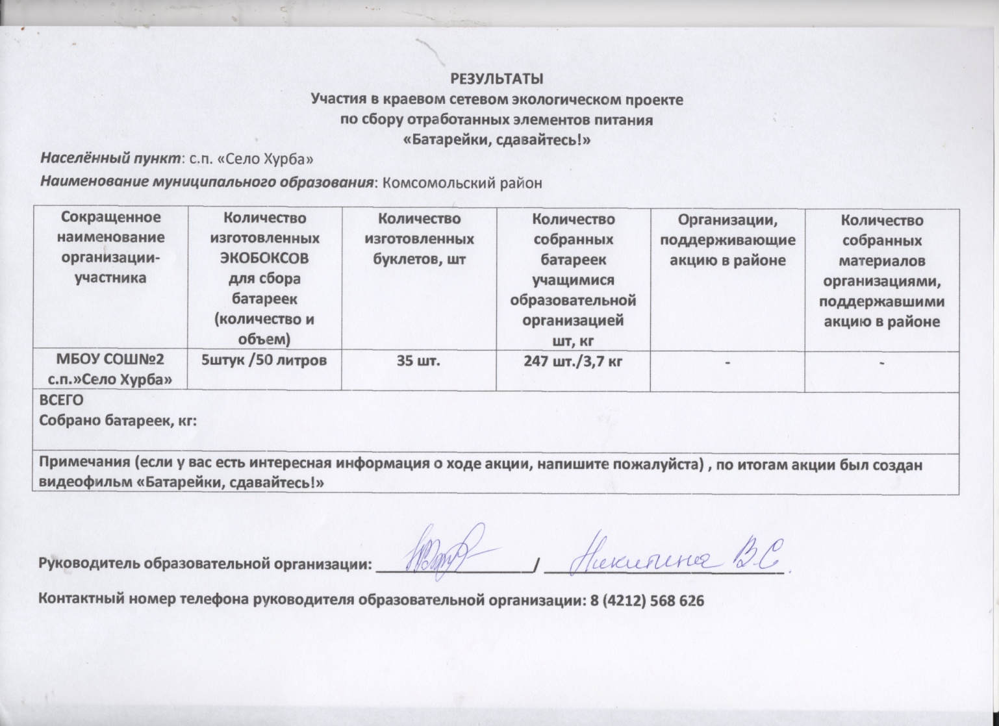 РЕЗУЛЬТАТЫ
Участия в краевом сетевом экологическом проекте
по сбору отработанных элементов питания
«Батарейки, сдавайтесь!»
Населённый пункт: с.п. «Село Хурба»
Наименование муниципального образования: Комсомольский район
Сокращенное
наименование
организации-
участника
Количество
изготовленных
ЭКОБОКСОВ
для сбора
батареек
(количество и
объем)
Количество
изготовленных
буклетов, шт
Количество
собранных
батареек
учащимися
образовательной
организацией
шт, кг
Организации,
поддерживающие
акцию в районе
Количество
собранных
материалов
организациями,
поддержавшими
акцию в районе
МБОУ СОШ№2
с.п.»Село Хурба»
5штук /50 литров
35 шт.
247 шт./3,7 кг
-
-
ВСЕГО
Собрано батареек, кг:
Примечания (если у вас есть интересная информация о ходе акции, напишите пожалуйста) , по итогам акции был создан
видеофильм «Батарейки, сдавайтесь!»
Руководитель образовательной организации: / Никитина В С
Контактный номер телефона руководителя образовательной организации: 8 (4212) 568 626